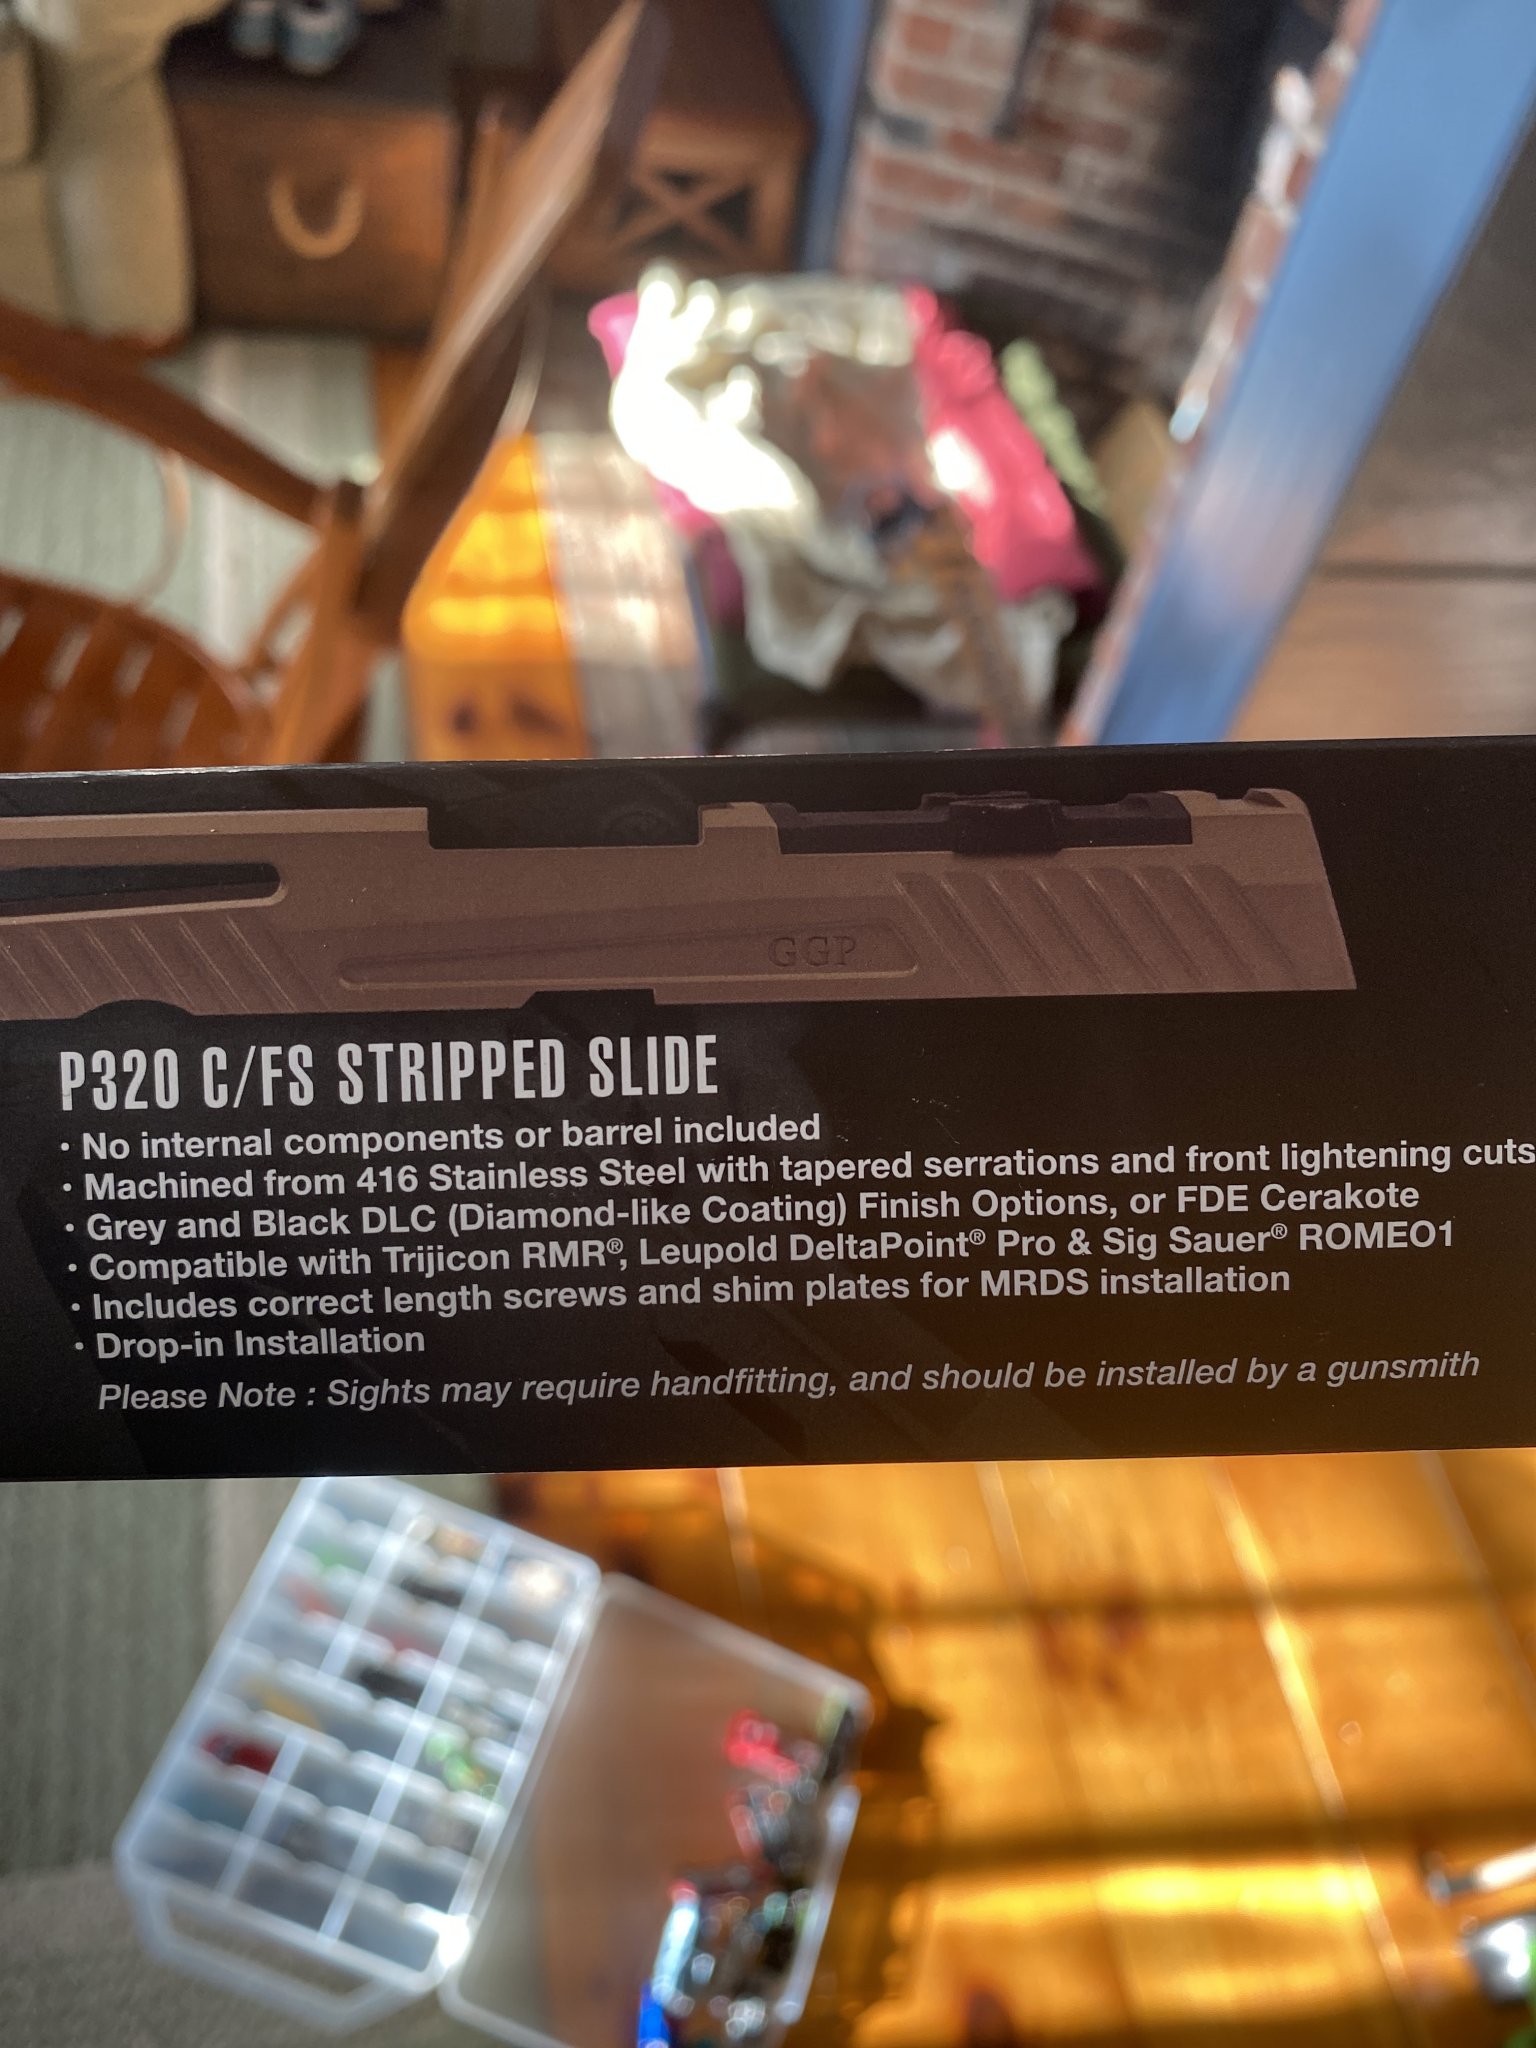 GGP
P320 C/FS STRIPPED SLIDE
• No internal components or barrel included
• Machined from 416 Stainless Steel with tapered serrations and front lightening cuts
• Grey and Black DLC (Diamond-like Coating) Finish Options, or FDE Cerakote
• Compatible with Trijicon RMR®, Leupold DeltaPoint® Pro & Sig Sauer® ROMEO1
• Includes correct length screws and shim plates for MRDS installation
• Drop-in Installation
Please Note : Sights may require handfitting, and should be installed by a gunsmith